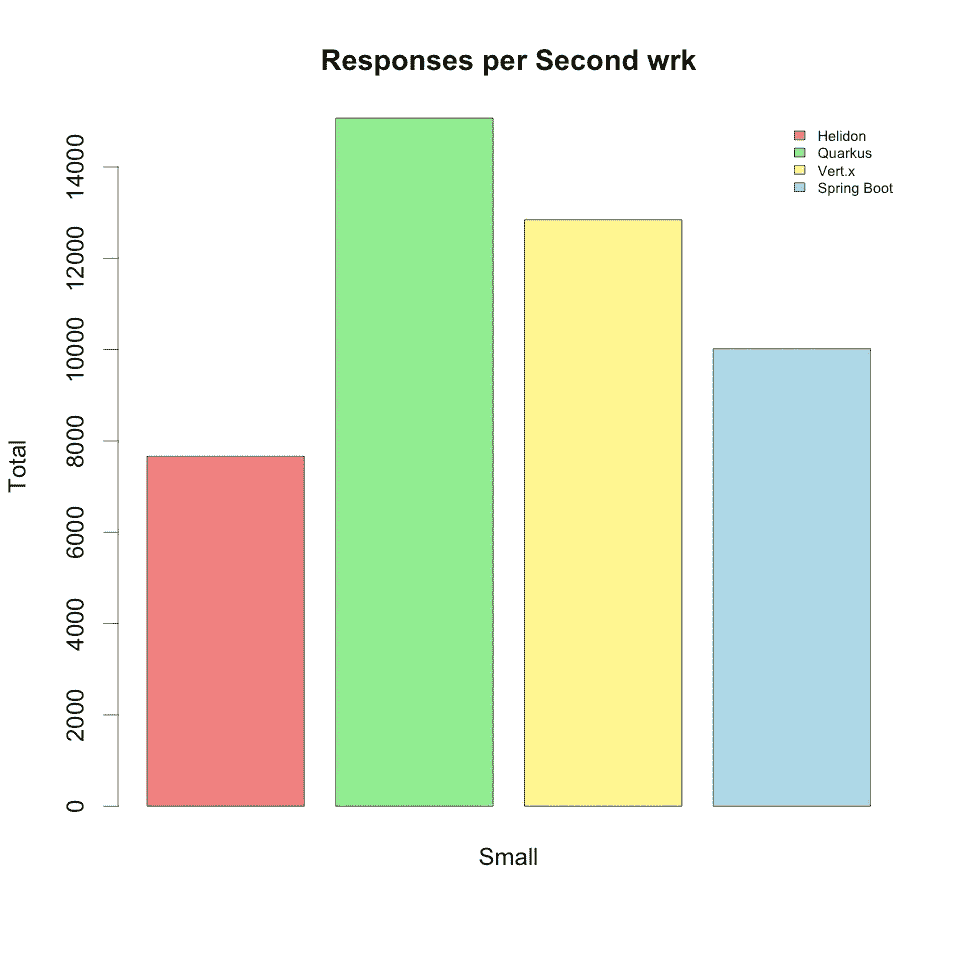 Responses per Second wrk
Helidon
Quarkus
Vert.x
Spring Boot
14000
12000
10000
8000
6000
4000
2000
0
Total
Small